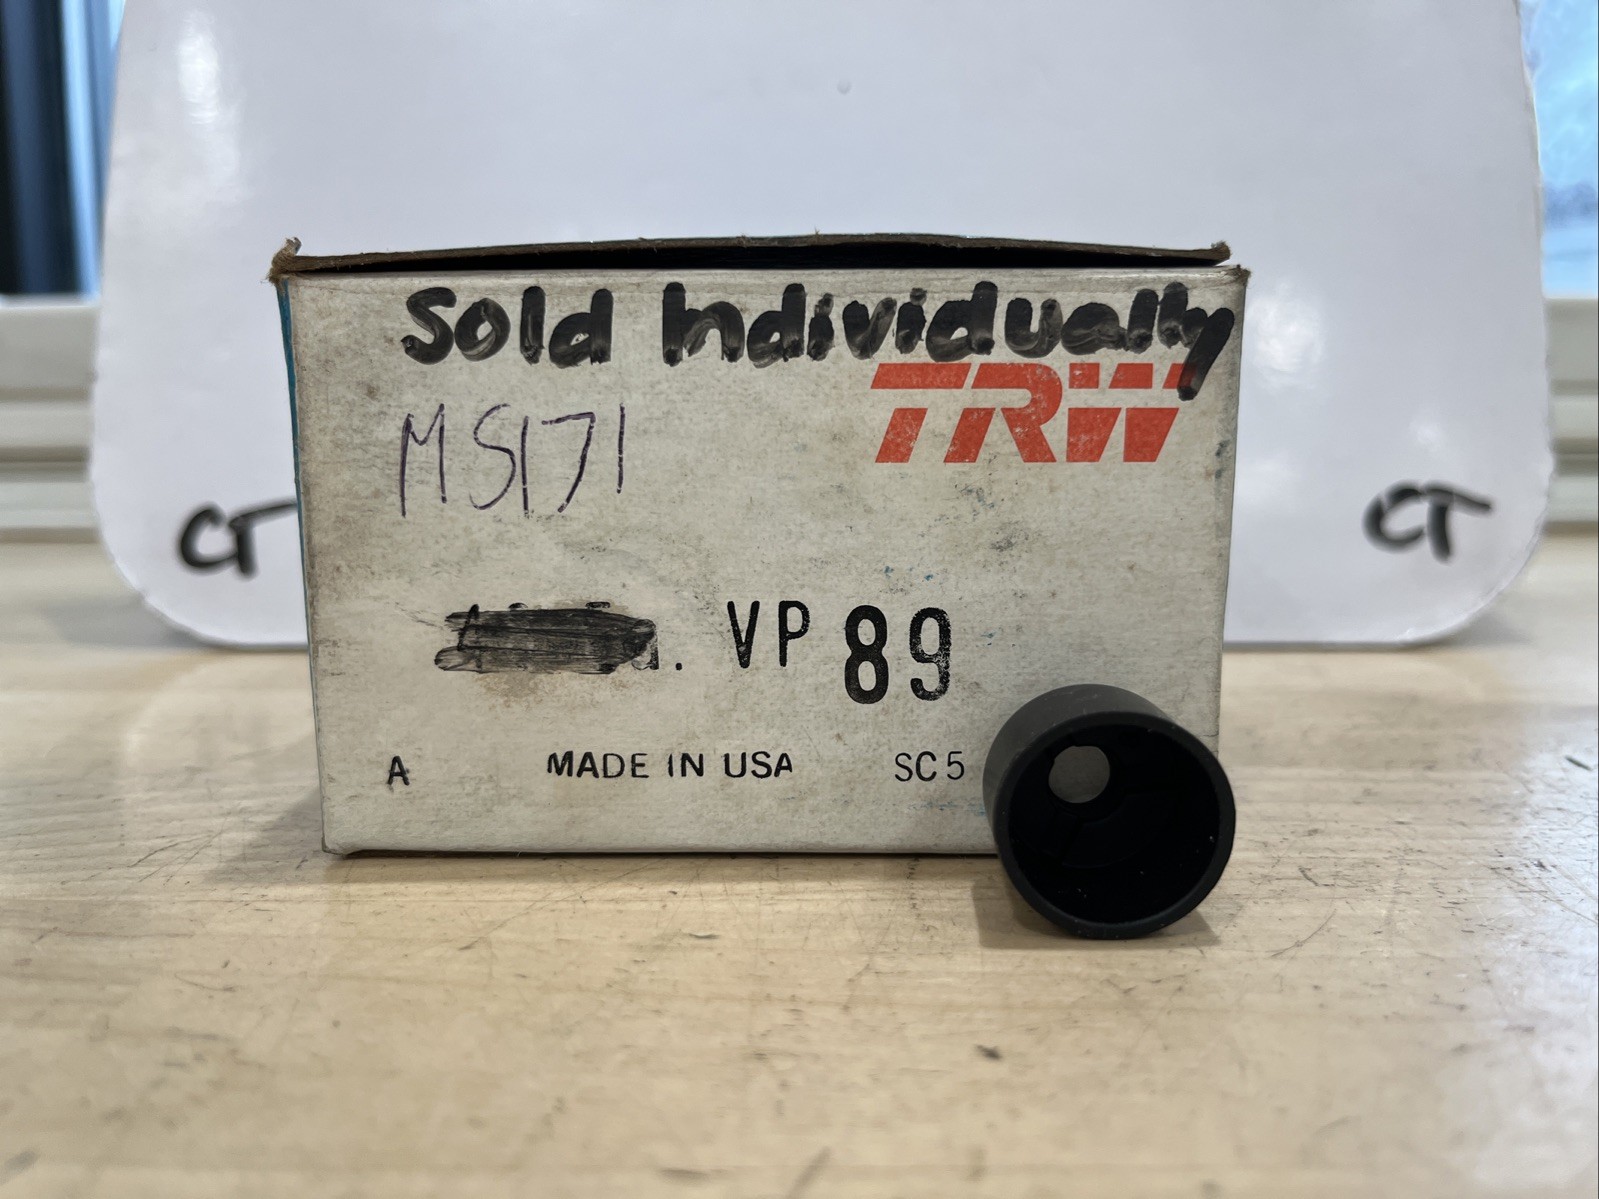 Sold Individually
TRW
MS171
CT
CT
VP 89
A MADE IN USA SC5